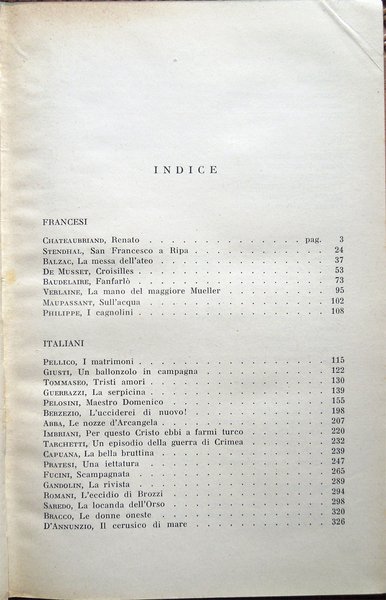 INDICE
FRANCESI
CHATEAUBRIAND, Renato . . . . . . . . . . . . pag. 3
STENDHAL, San Francesco a Ripa . . . . . . . . . . 24
BALZAC, La messa dell'ateo . . . . . . . . . . . 37
DE MUSSET, Croisilles . . . . . . . . . . . . 53
BAUDELAIRE, Fanfarlò . . . . . . . . . . . . 73
VERLAINE, La mano del maggiore Mueller . . . . . . . 95
MAUPASSANT, Sull'acqua . . . . . . . . . . . . 102
PHILIPPE, I cagnolini . . . . . . . . . . . . 108
ITALIANI
PELLICO, I matrimoni . . . . . . . . . . . . 115
GIUSTI, Un ballonzolo in campagna . . . . . . . . . 122
TOMMASEO, Tristi amori . . . . . . . . . . . . 130
GUERRAZZI, La serpicina . . . . . . . . . . . . 139
PELOSINI, Maestro Domenico . . . . . . . . . . . 155
BERZEZIO, L'ucciderei di nuovo! . . . . . . . . . . 198
ABBA, Le nozze d'Arcangela . . . . . . . . . . . 207
IMBRIANI, Per questo Cristo ebbi a farmi turco . . . . . . 220
TARCHETTI, Un episodio della guerra di Crimea . . . . . . 232
CAPUANA, La bella bruttina . . . . . . . . . . . 239
PRATESI, Una iettatura . . . . . . . . . . . . 247
FUCINI, Scampagnata . . . . . . . . . . . . 265
GANDOLIN, La rivista . . . . . . . . . . . . 289
ROMANI, L'eccidio di Brozzi . . . . . . . . . . . 294
SAREDO, La locanda dell'Orso . . . . . . . . . . . 298
BRACCO, Le donne oneste . . . . . . . . . . . . 320
D'ANNUNZIO, Il cerusico di mare . . . . . . . . . . 326